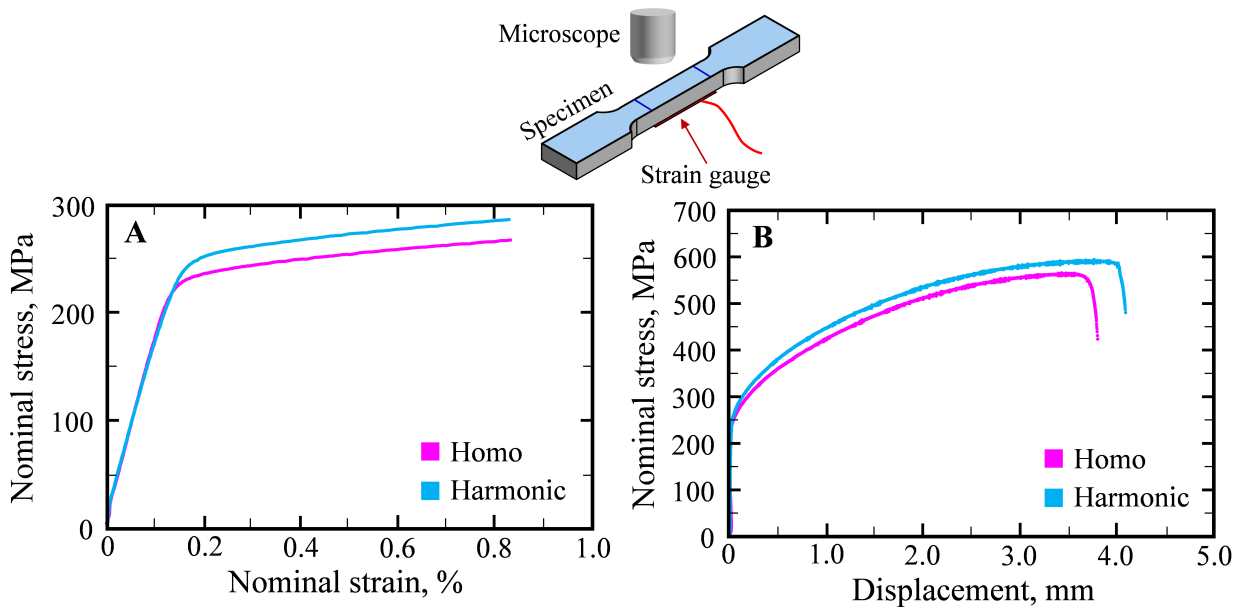 Microscope
Specimen
Strain gauge
A
300
200
100
0
Nominal stress, MPa
0
0.2
0.4
0.6
0.8
1.0
Nominal strain, %
Homo
Harmonic
B
700
600
500
400
300
200
100
0
Nominal stress, MPa
0
1.0
2.0
3.0
4.0
5.0
Displacement, mm
Homo
Harmonic